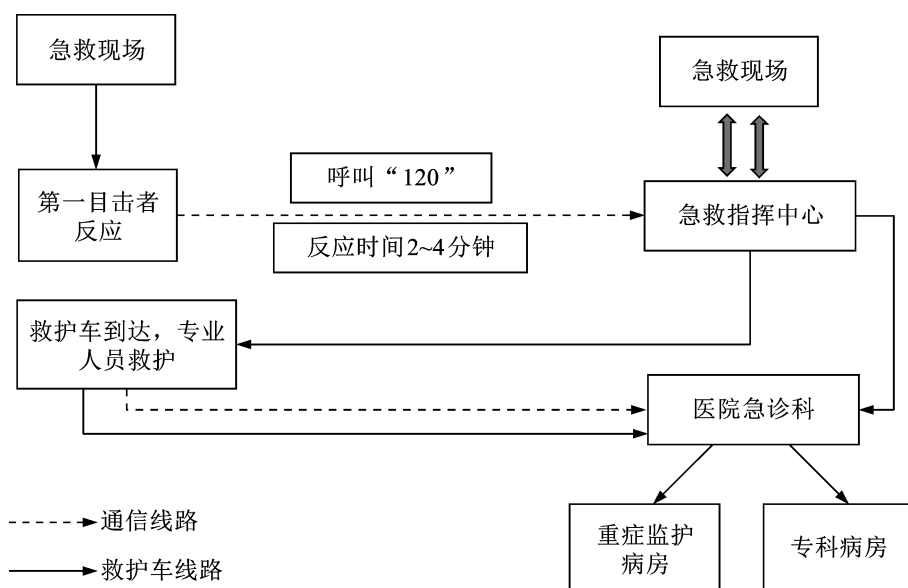 急救现场
急救现场
第一目击者
反应
呼叫“120”
反应时间2~4分钟
急救指挥中心
救护车到达，专业
人员救护
医院急诊科
重症监护
病房
专科病房
通信线路
救护车线路